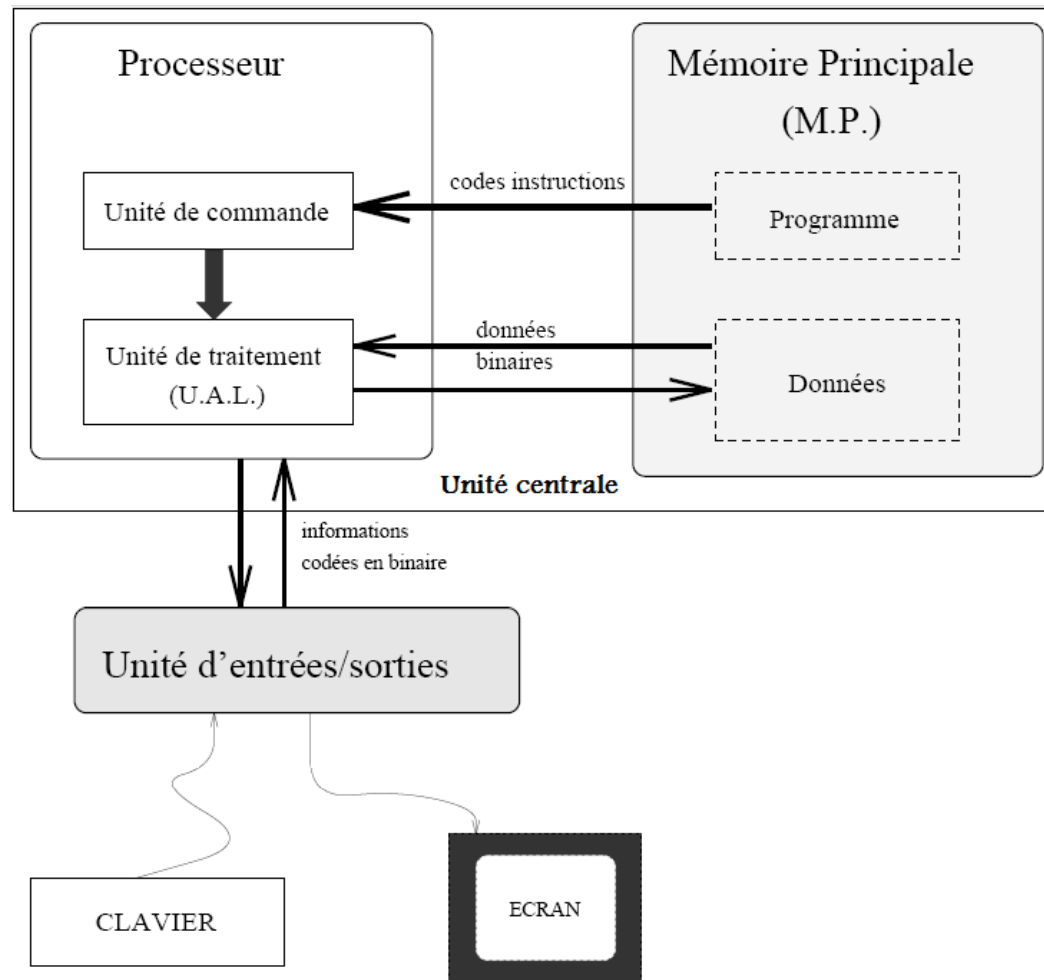 Processeur
Mémoire Principale
(M.P.)
codes instructions
Unité de commande
Programme
données
binaires
Unité de traitement
(U.A.L.)
Données
Unité centrale
informations
codées en binaire
Unité d’entrées/sorties
CLAVIER
ECRAN